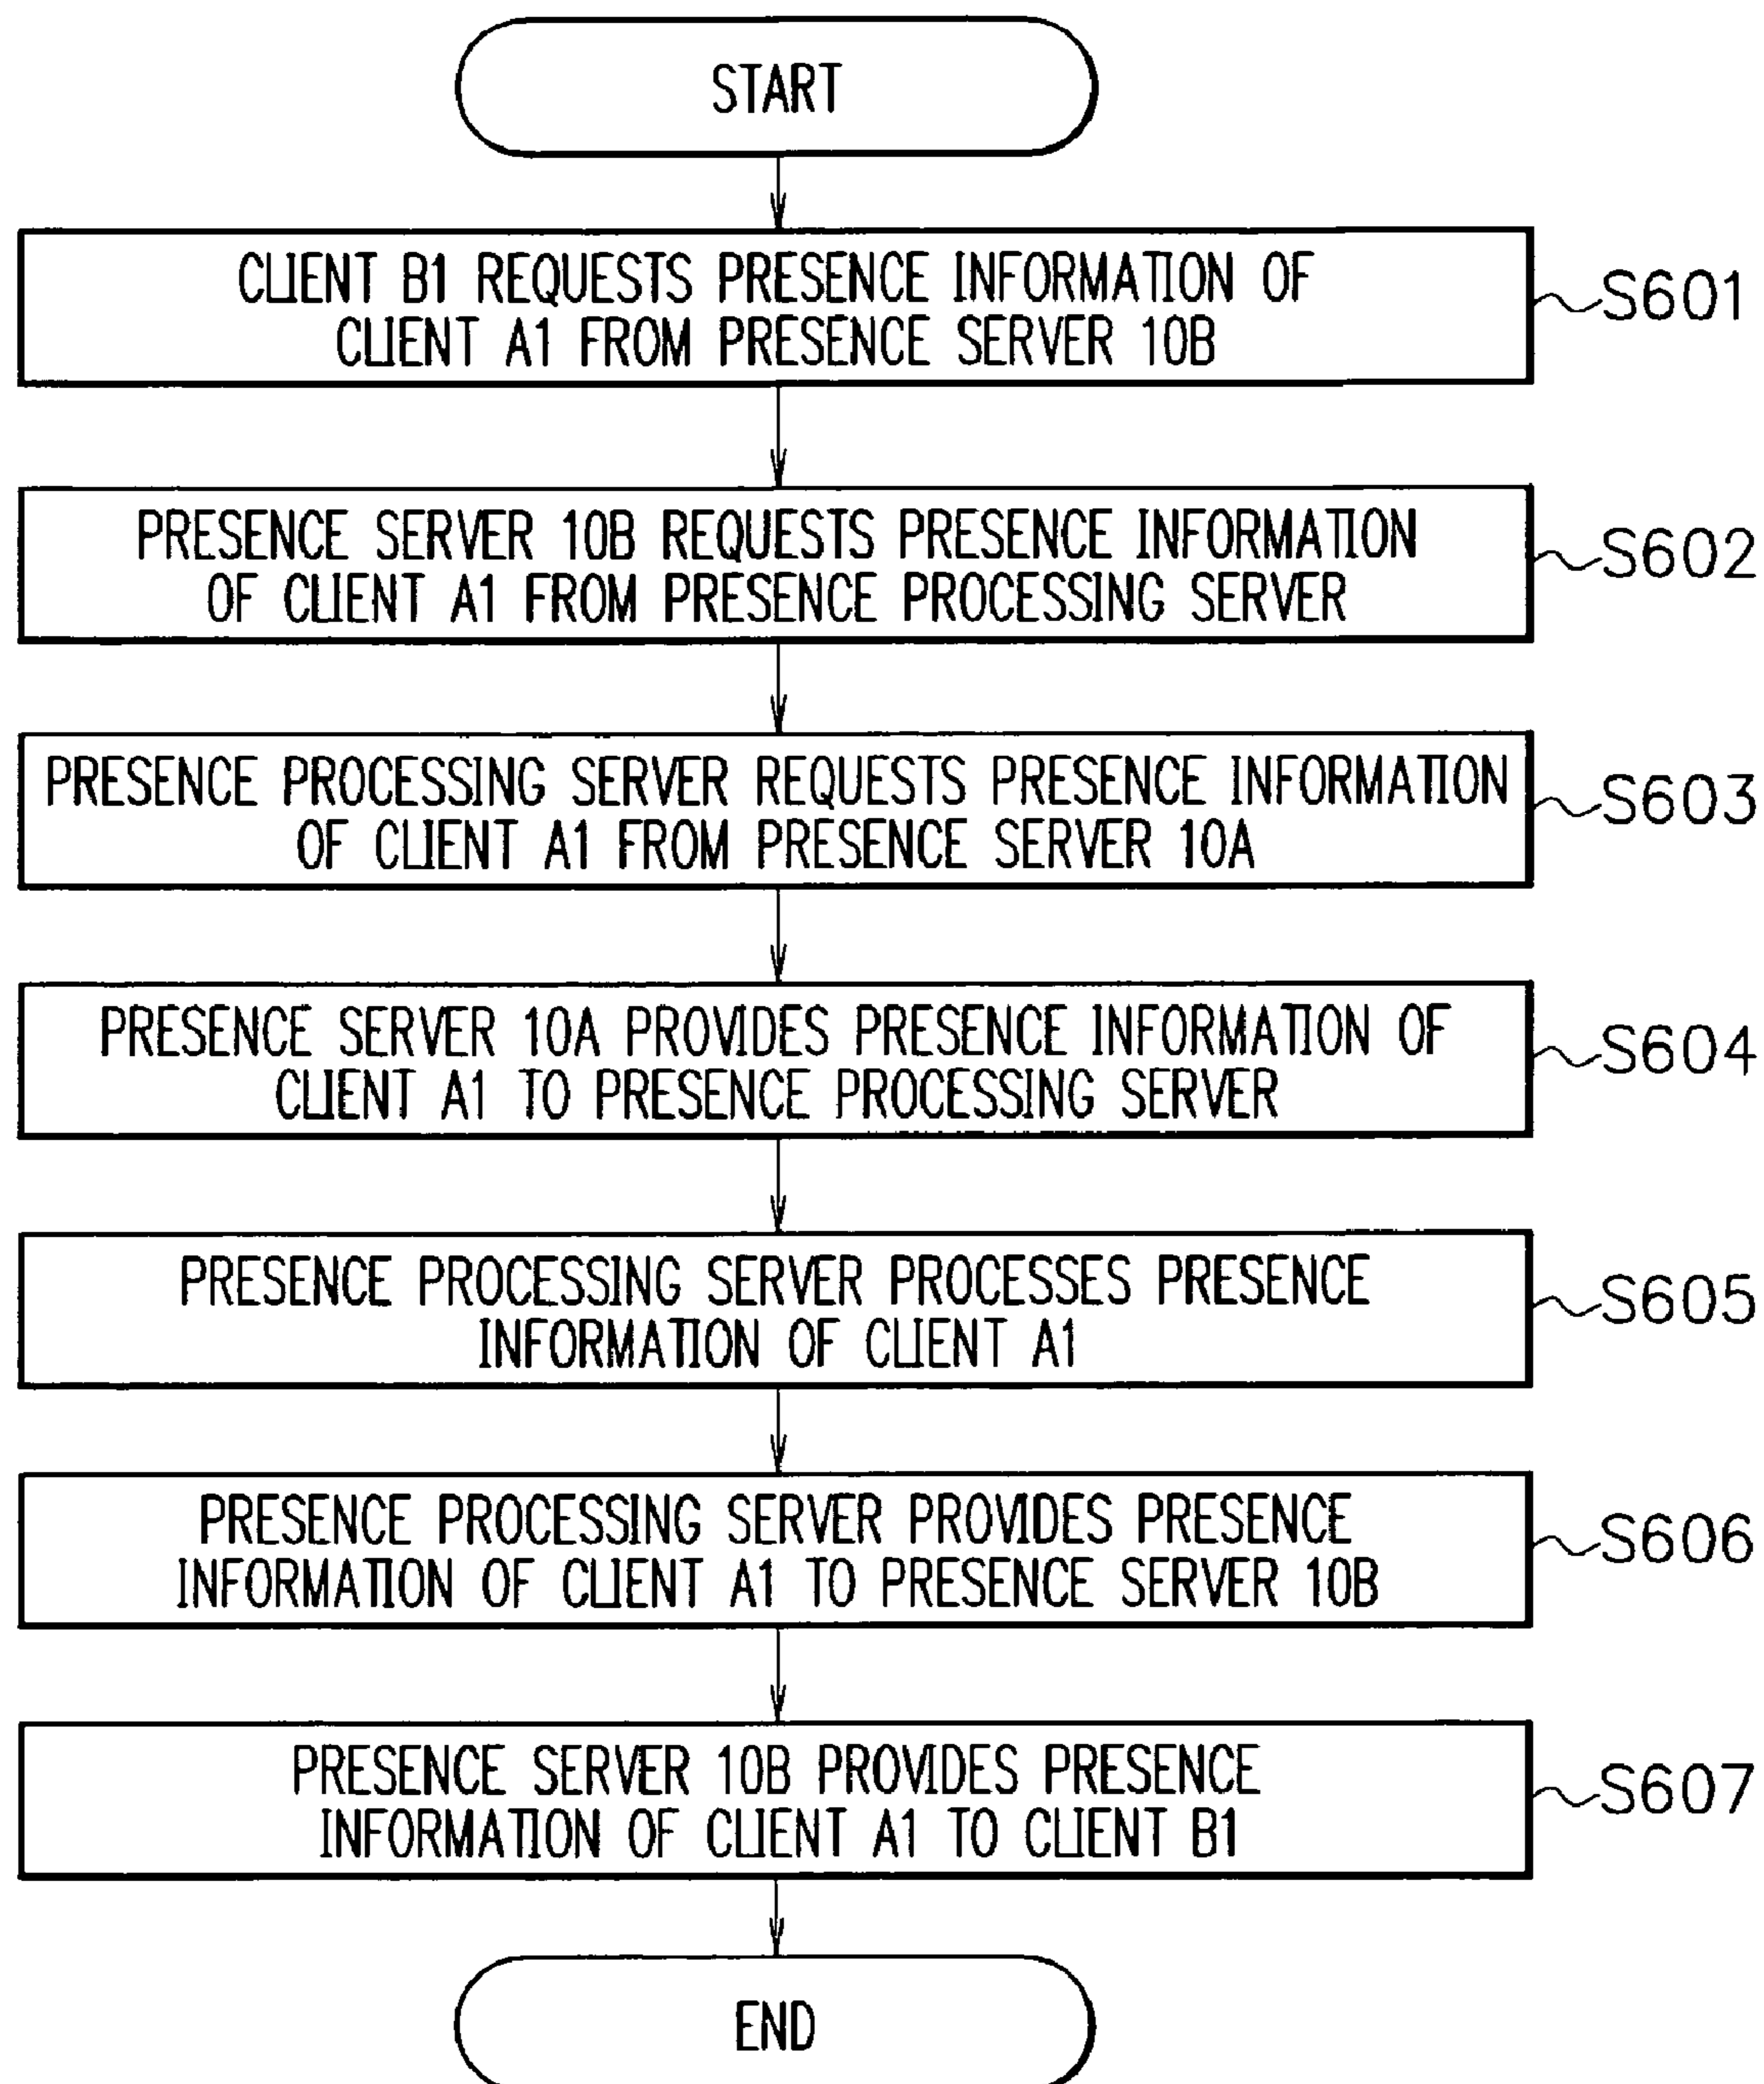 START
CLIENT B1 REQUESTS PRESENCE INFORMATION OF
CLIENT A1 FROM PRESENCE SERVER 10B
S601
PRESENCE SERVER 10B REQUESTS PRESENCE INFORMATION
OF CLIENT A1 FROM PRESENCE PROCESSING SERVER
S602
PRESENCE PROCESSING SERVER REQUESTS PRESENCE INFORMATION
OF CLIENT A1 FROM PRESENCE SERVER 10A
S603
PRESENCE SERVER 10A PROVIDES PRESENCE INFORMATION OF
CLIENT A1 TO PRESENCE PROCESSING SERVER
S604
PRESENCE PROCESSING SERVER PROCESSES PRESENCE
INFORMATION OF CLIENT A1
S605
PRESENCE PROCESSING SERVER PROVIDES PRESENCE
INFORMATION OF CLIENT A1 TO PRESENCE SERVER 10B
S606
PRESENCE SERVER 10B PROVIDES PRESENCE
INFORMATION OF CLIENT A1 TO CLIENT B1
S607
END